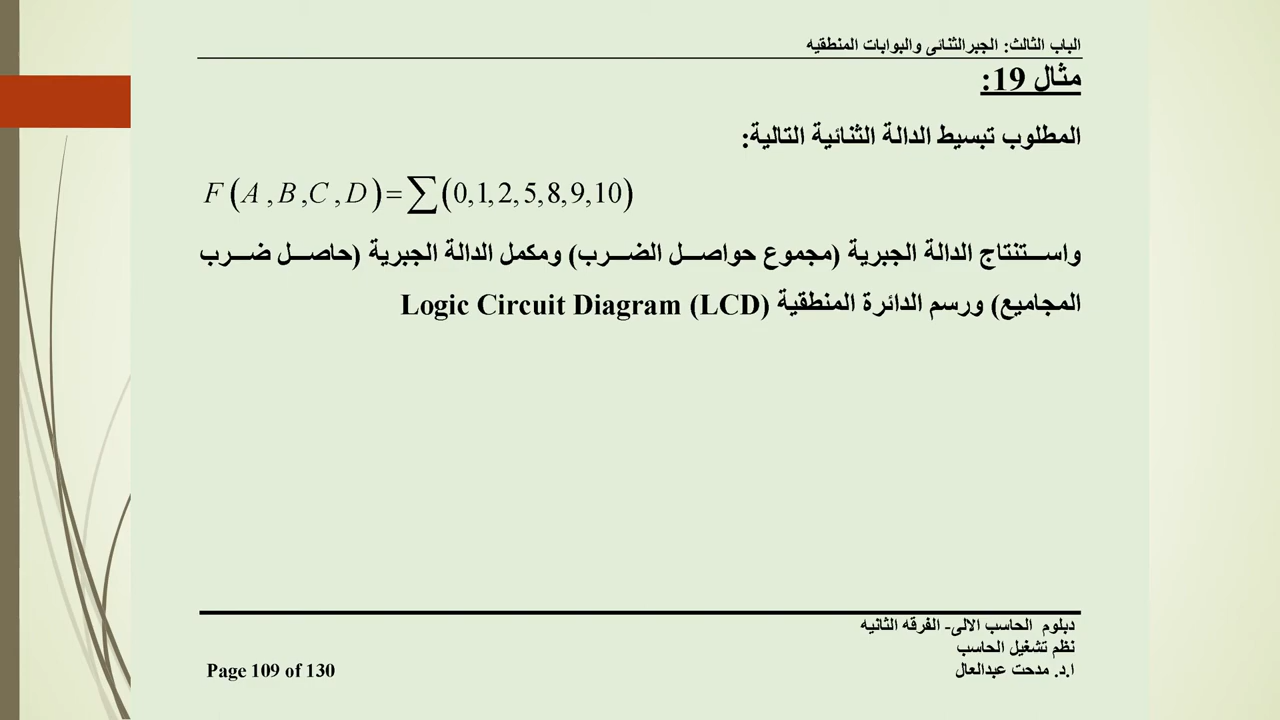 الباب الثالث: الجبرالثنائى والبوابات المنطقيه
مثال 19:
المطلوب تبسيط الدالة الثنائية التالية:
F(A,B,C,D)=∑(0,1,2,5,8,9,10)
واستنتاج الدالة الجبرية (مجموع حواصل الضرب) ومكمل الدالة الجبرية (حاصل ضرب
المجاميع) ورسم الدائرة المنطقية Logic Circuit Diagram (LCD)
دبلوم الحاسب الالى- الفرقه الثانيه
نظم تشغيل الحاسب
ا.د. مدحت عبدالعال
Page 109 of 130